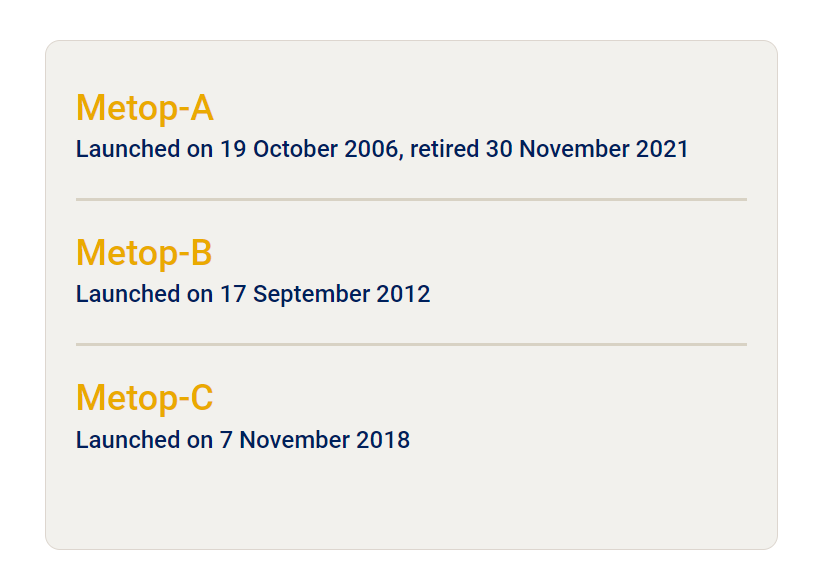 Metop-A
Launched on 19 October 2006, retired 30 November 2021
Metop-B
Launched on 17 September 2012
Metop-C
Launched on 7 November 2018